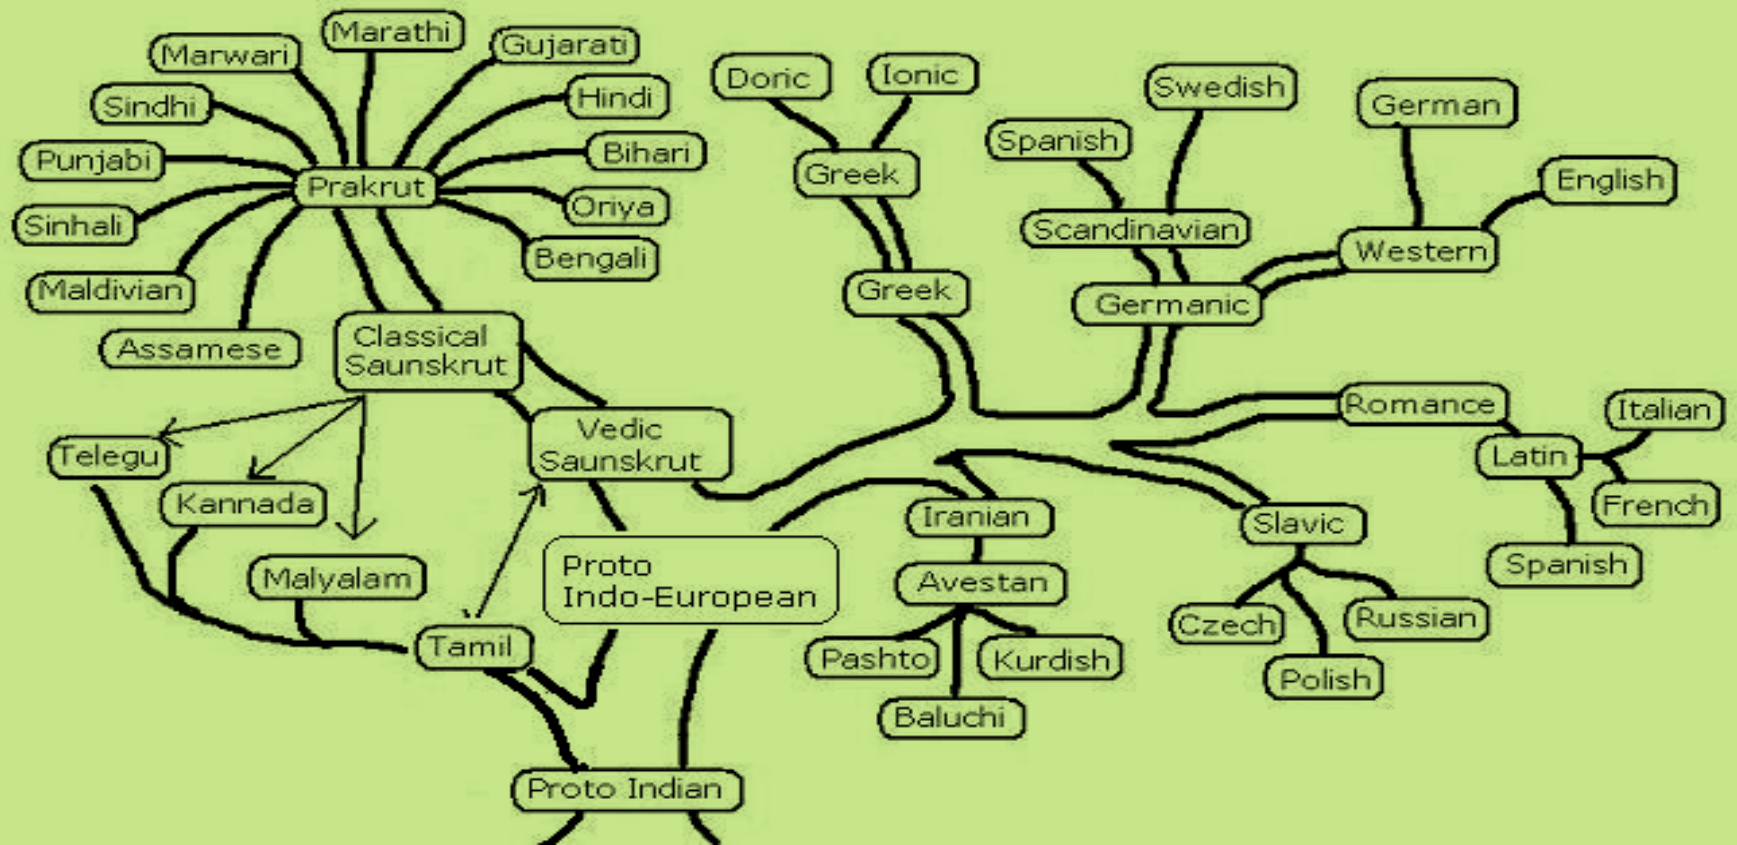 Marathi
Marwari
Gujarati
Sindhi
Hindi
Punjabi
Bihari
Prakrut
Sinhali
Oriya
Bengali
Maldivian
Assamese
Classical
Saunskrut
Vedic
Saunskrut
Telegu
Kannada
Malyalam
Tamil
Proto
Indo-European
Proto Indian
Doric
Ionic
Greek
Greek
Spanish
Swedish
Scandinavian
Germanic
German
English
Western
Romance
Italian
Latin
French
Spanish
Iranian
Avestan
Pashto
Kurdish
Baluchi
Slavic
Czech
Russian
Polish